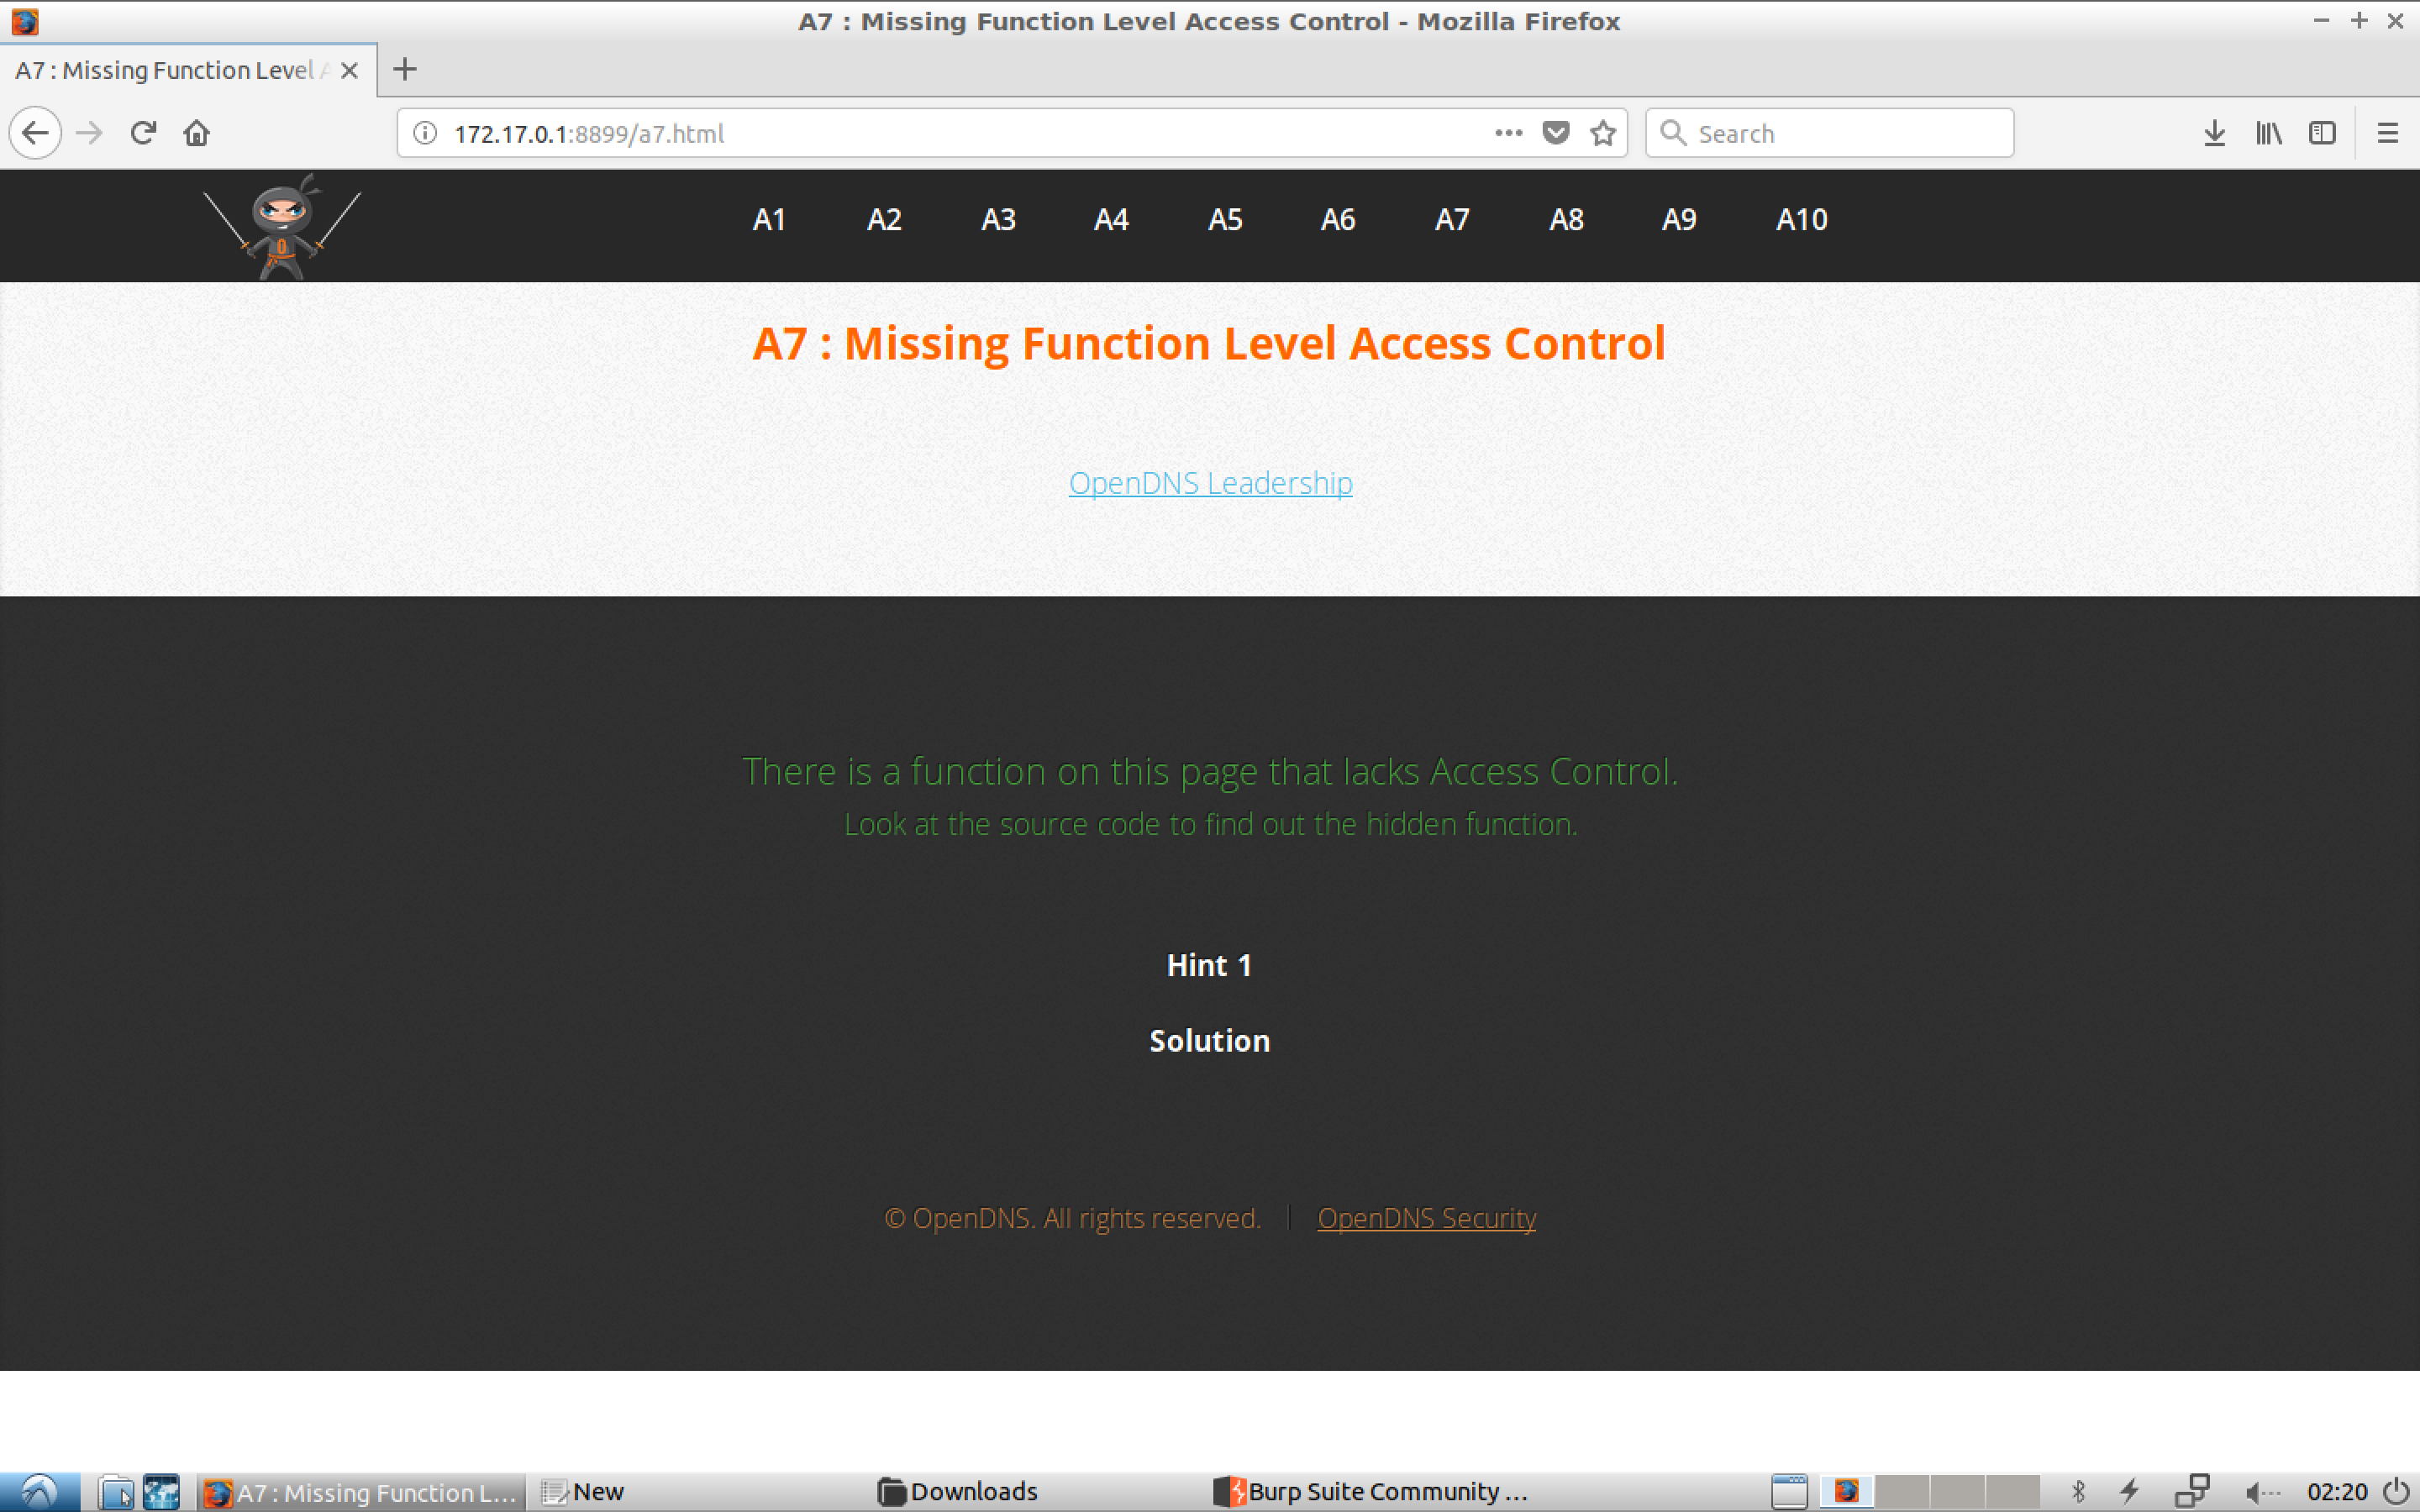 A7 : Missing Function Level Access Control - Mozilla Firefox
A7 : Missing Function Level A
172.17.0.1:8899/a7.html
Search
A1 A2 A3 A4 A5 A6 A7 A8 A9 A10
A7 : Missing Function Level Access Control
OpenDNS Leadership
There is a function on this page that lacks Access Control.
Look at the source code to find out the hidden function.
Hint 1
Solution
© OpenDNS. All rights reserved. | OpenDNS Security
A7 : Missing Function L... New Downloads Burp Suite Community ... 02:20